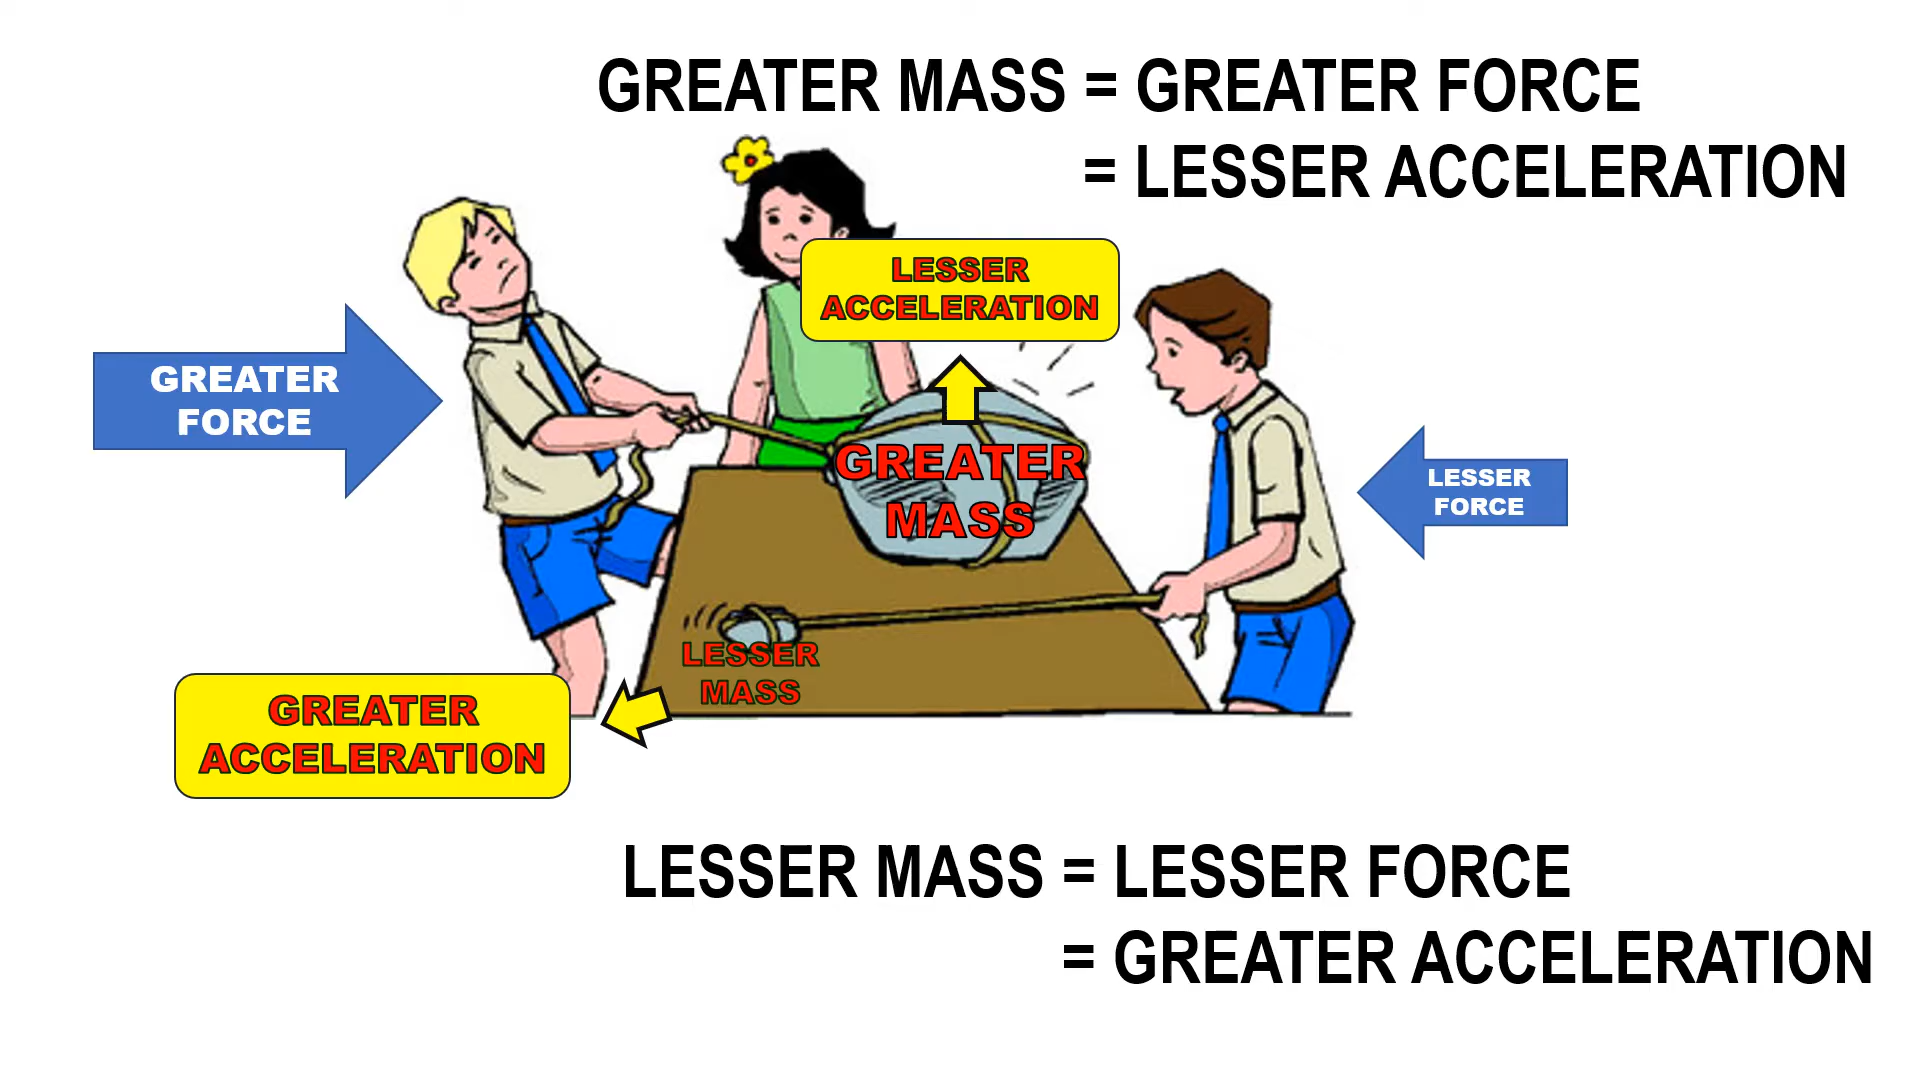 GREATER MASS = GREATER FORCE
= LESSER ACCELERATION
LESSER
ACCELERATION
GREATER
FORCE
GREATER
MASS
LESSER
FORCE
LESSER
MASS
GREATER
ACCELERATION
LESSER MASS = LESSER FORCE
= GREATER ACCELERATION